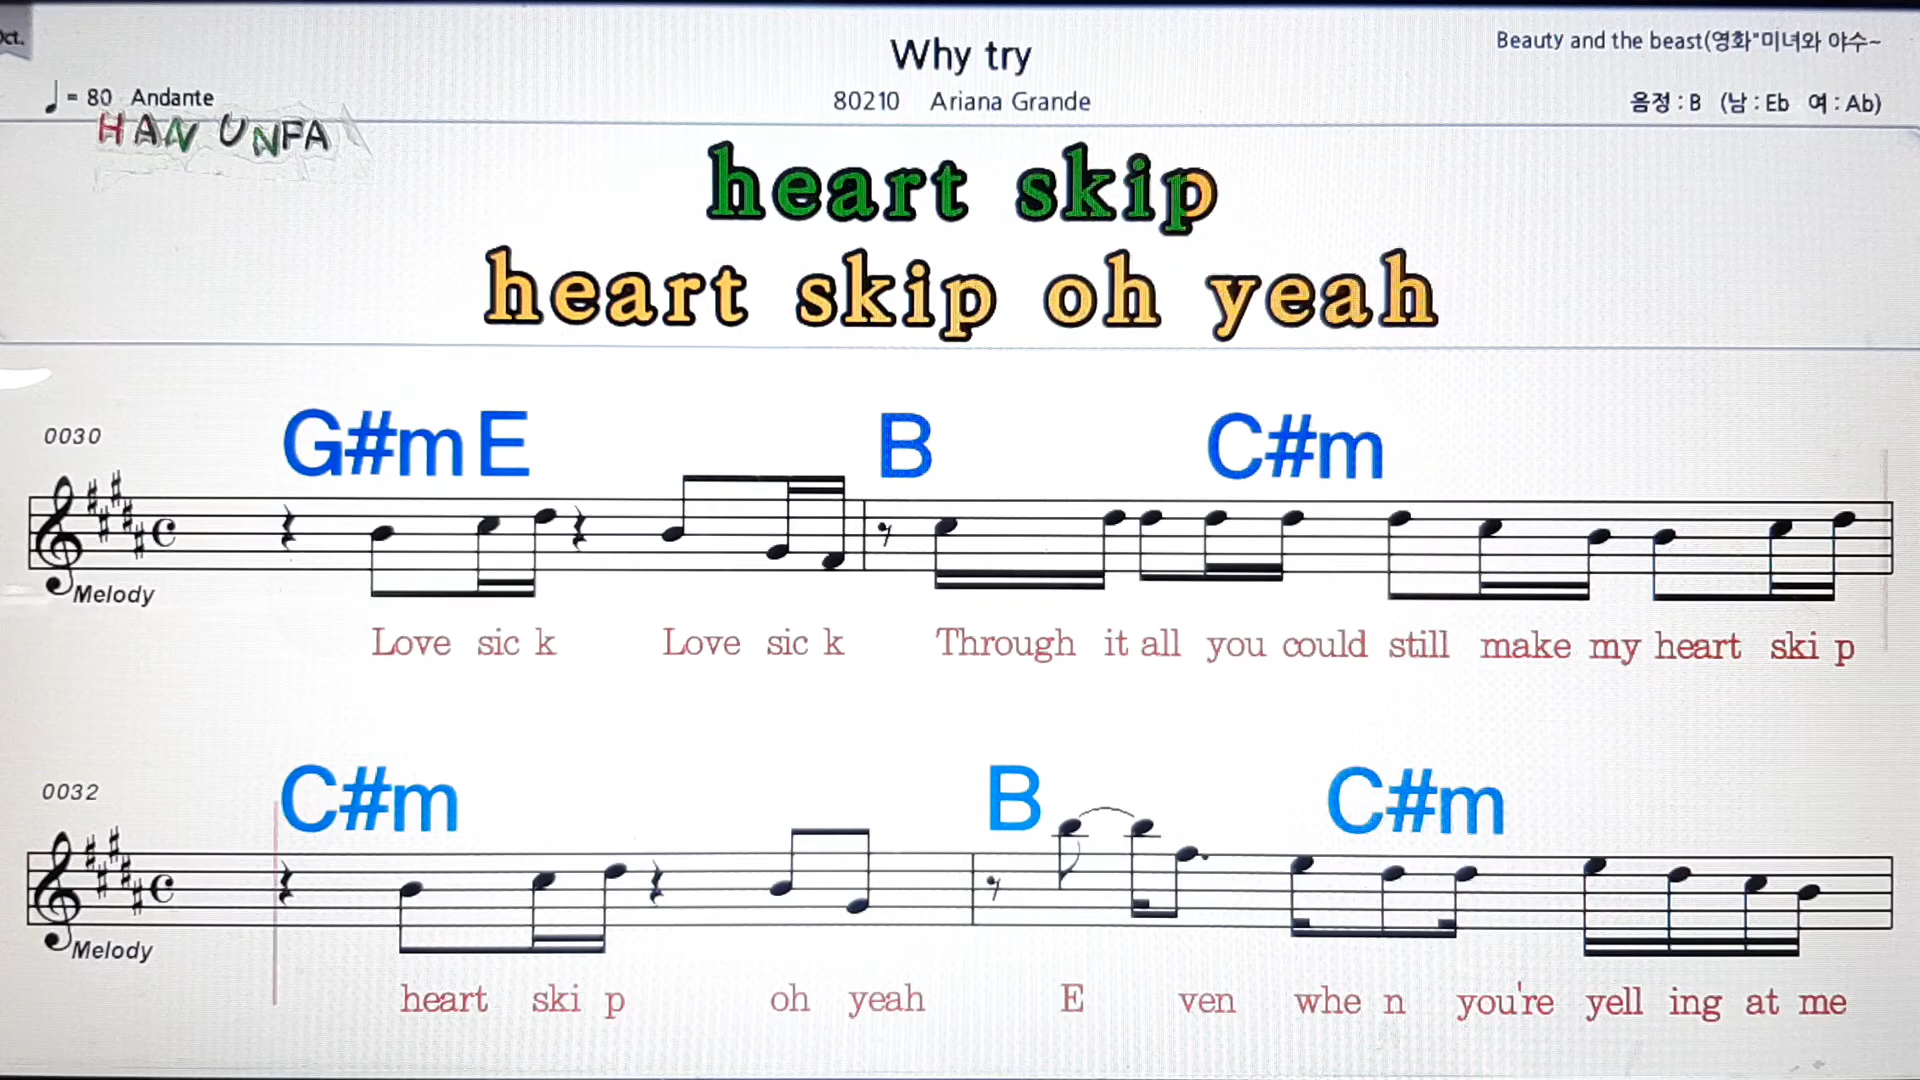 Oct.
Why try
Beauty and the beast(영화"미녀와 야수~
= 80 Andante
80210 Ariana Grande
음정 : B (남 : Eb 여 : Ab)
HAN UNFA
heart skip
heart skip oh yeah
0030
G#m E B C#m
Melody
Love sic k Love sic k Through it all you could still make my heart ski p
0032
C#m B C#m
Melody
heart ski p oh yeah E ven whe n you're yell ing at me